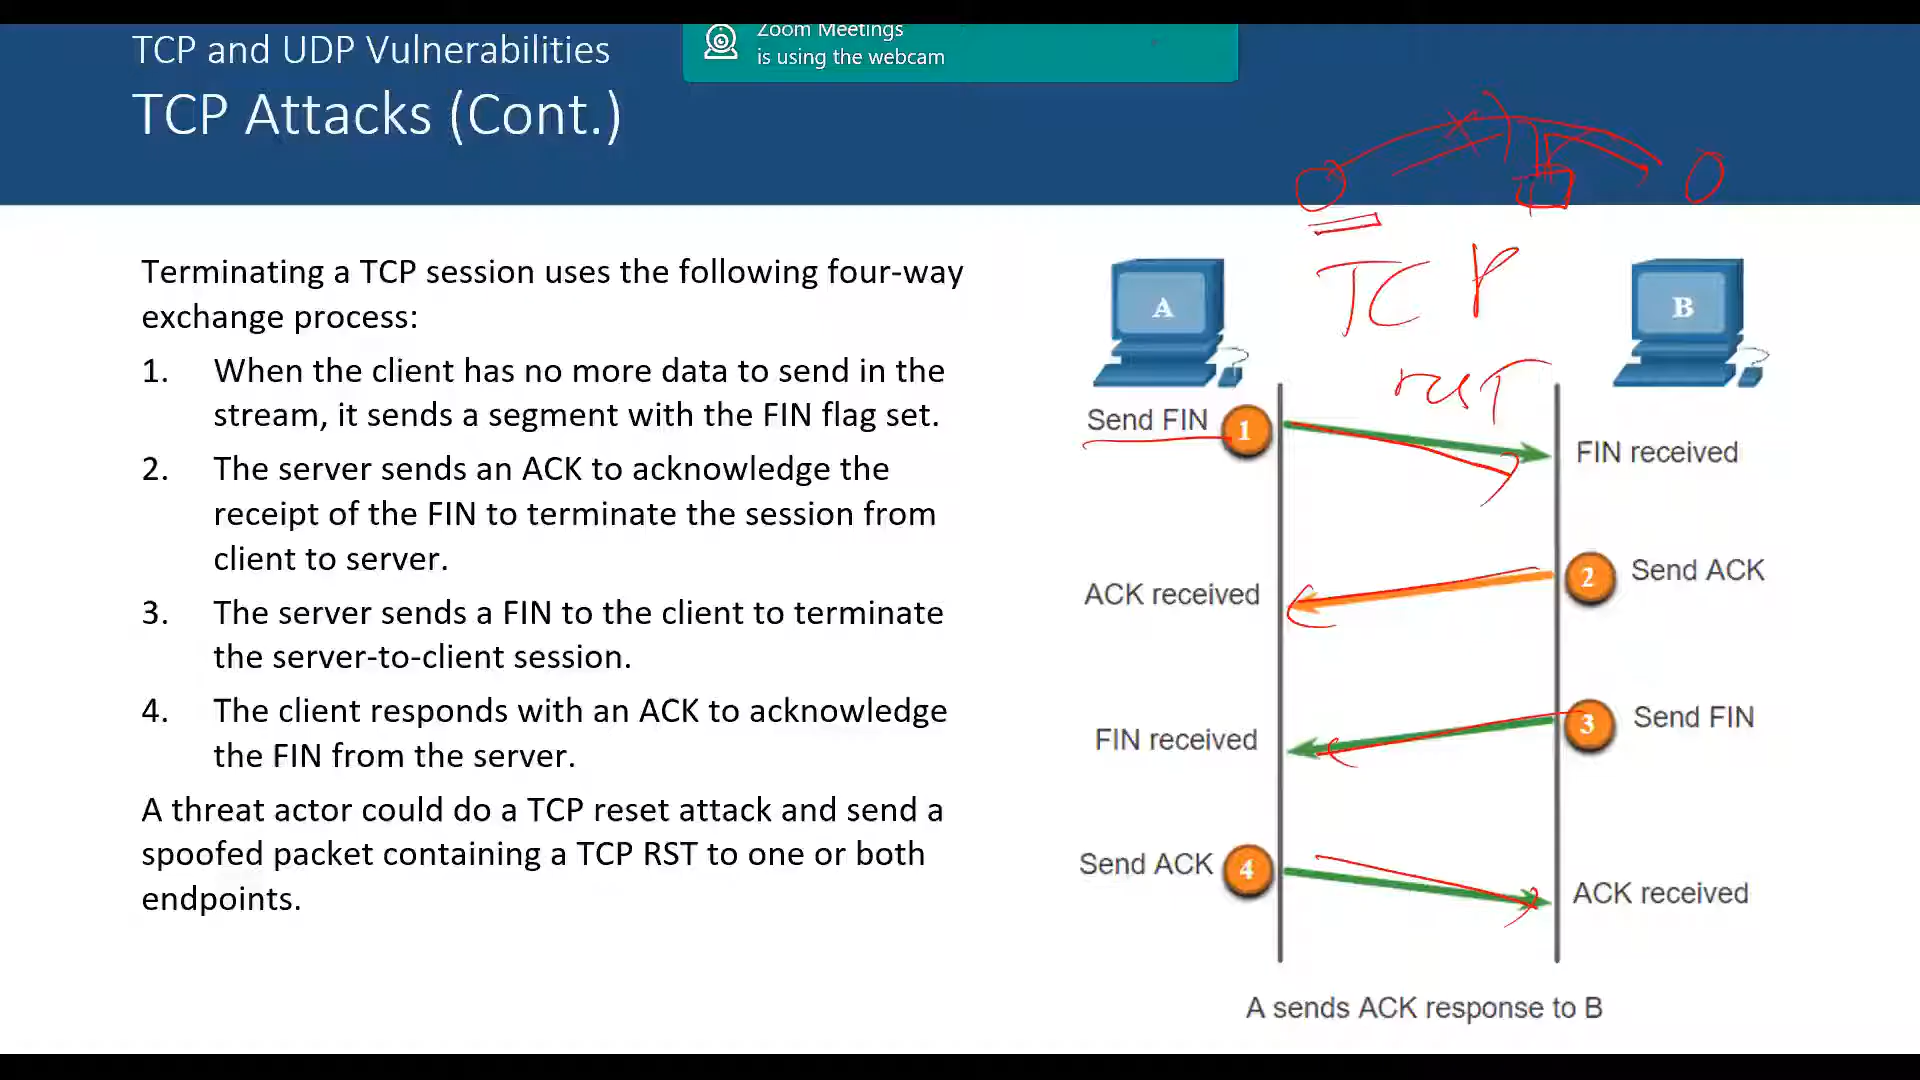 TCP and UDP Vulnerabilities
TCP Attacks (Cont.)
Zoom Meetings
is using the webcam
Terminating a TCP session uses the following four-way
exchange process:
1. When the client has no more data to send in the
stream, it sends a segment with the FIN flag set.
2. The server sends an ACK to acknowledge the
receipt of the FIN to terminate the session from
client to server.
3. The server sends a FIN to the client to terminate
the server-to-client session.
4. The client responds with an ACK to acknowledge
the FIN from the server.
A threat actor could do a TCP reset attack and send a
spoofed packet containing a TCP RST to one or both
endpoints.
TCP
rst
A
B
Send FIN 1
FIN received
2 Send ACK
ACK received
3 Send FIN
FIN received
Send ACK 4
ACK received
A sends ACK response to B